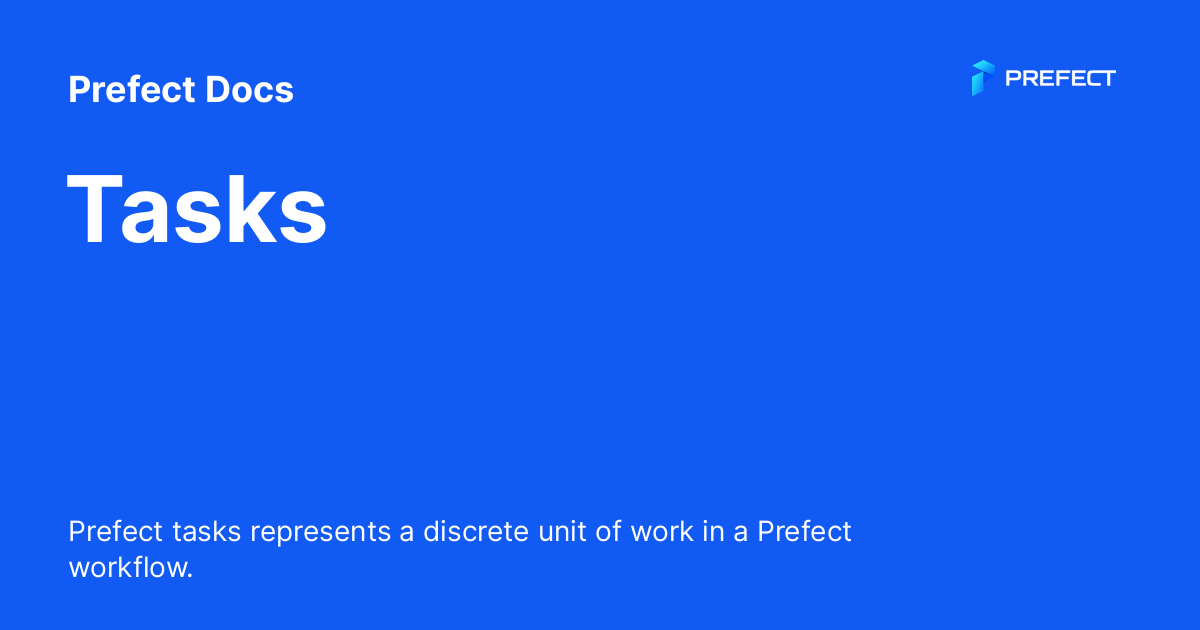 Prefect Docs
PREFECT
Tasks
Prefect tasks represents a discrete unit of work in a Prefect
workflow.